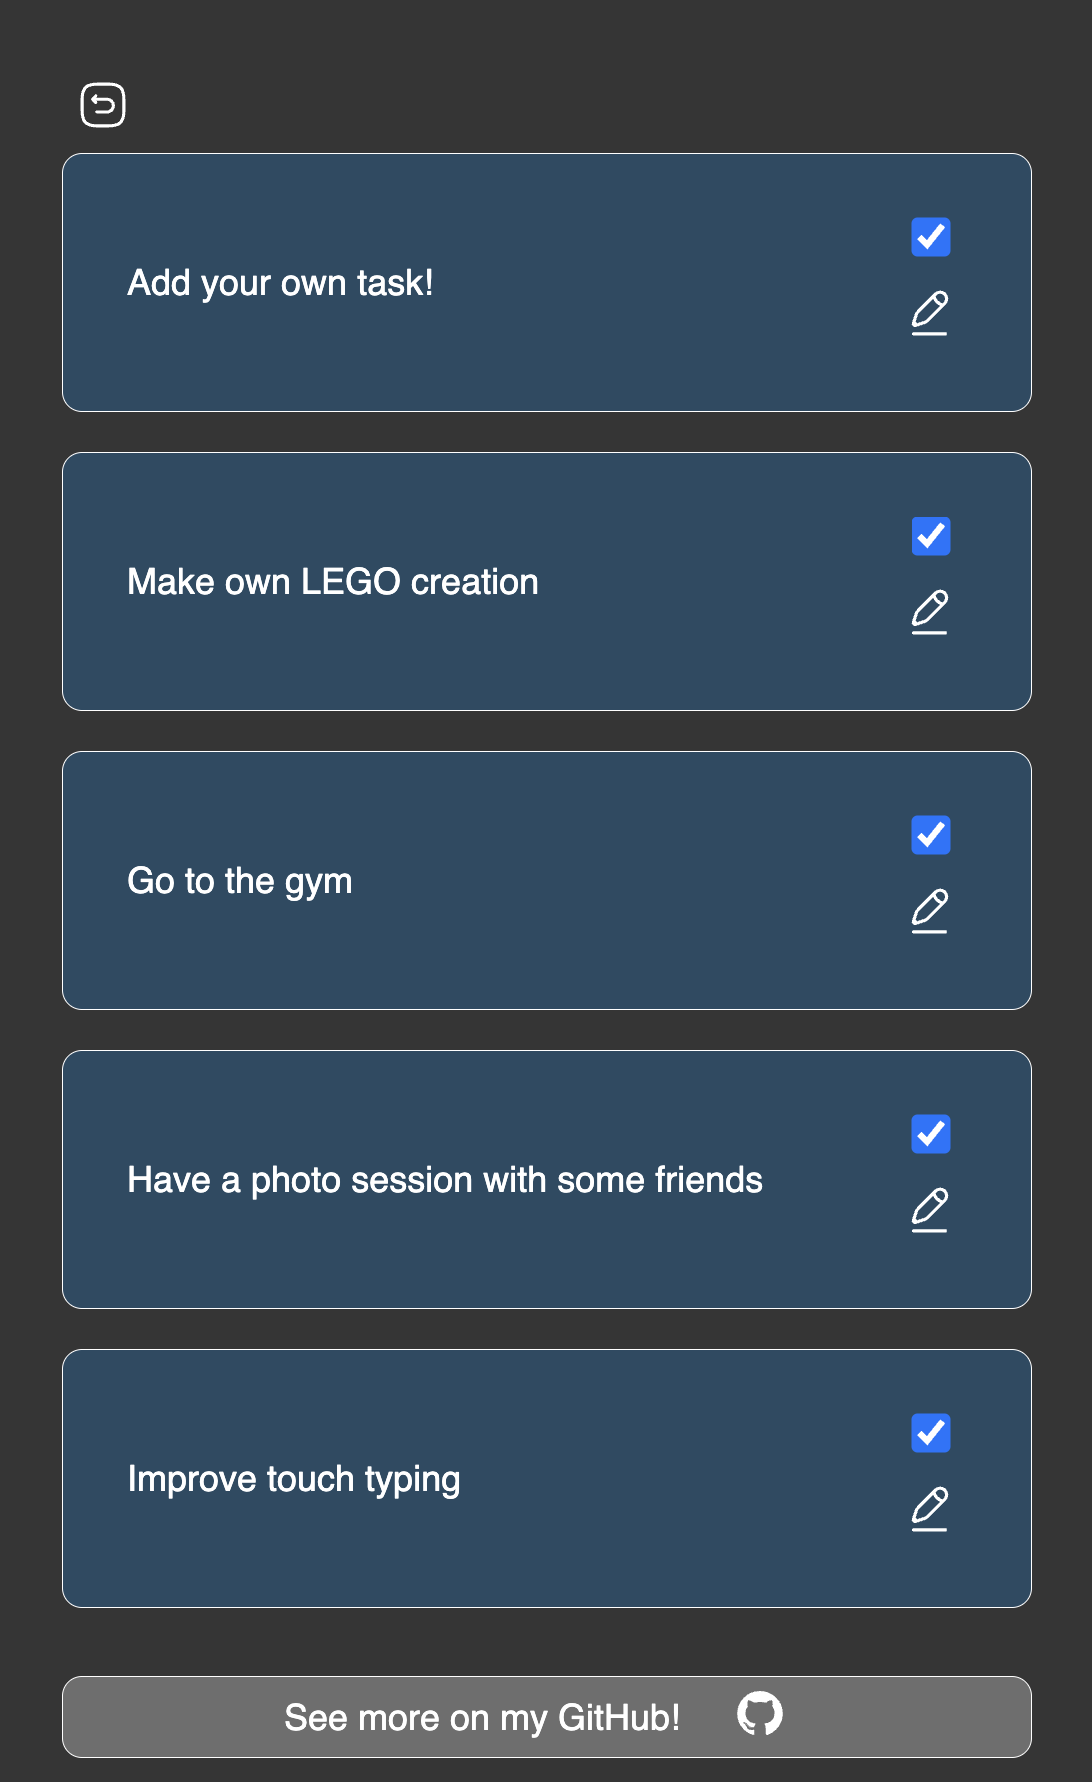 Add your own task!
Make own LEGO creation
Go to the gym
Have a photo session with some friends
Improve touch typing
See more on my GitHub!